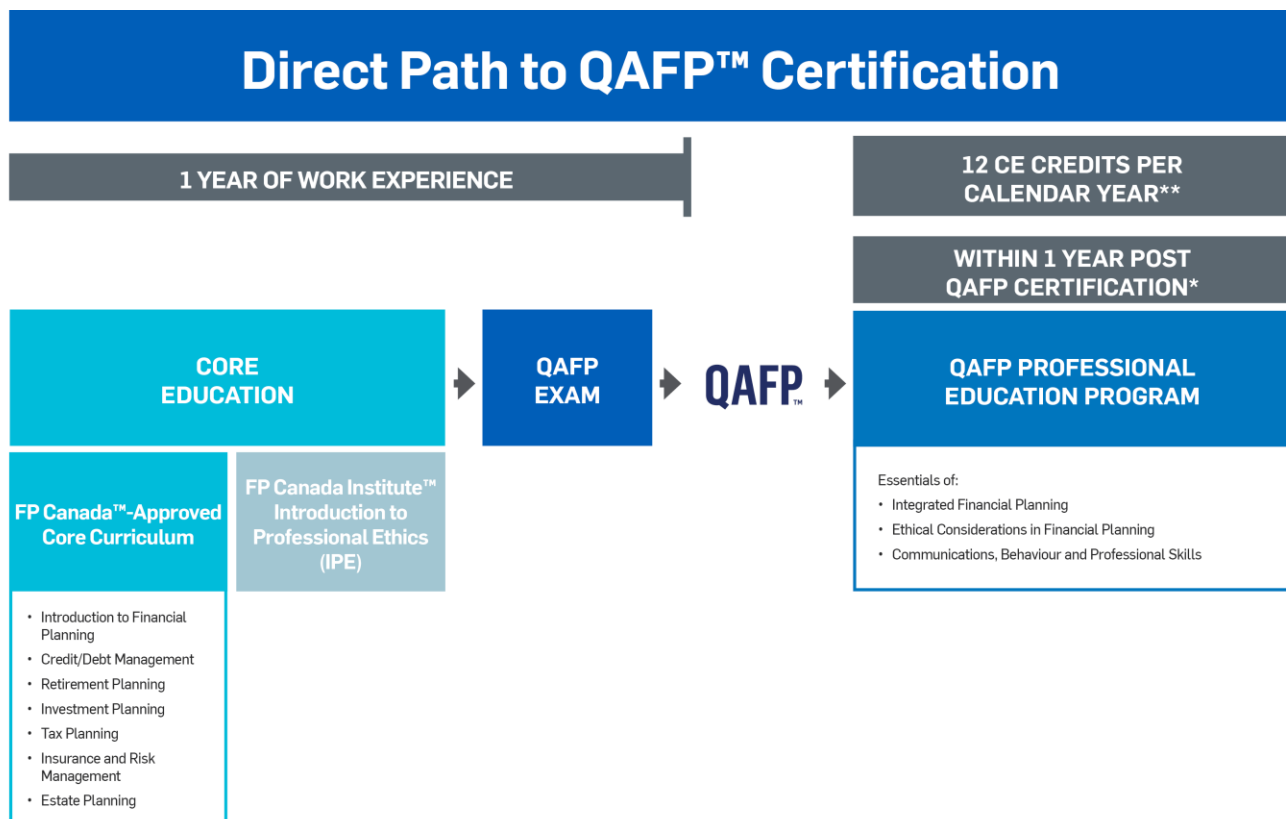 Direct Path to QAFP™ Certification
1 YEAR OF WORK EXPERIENCE
12 CE CREDITS PER
CALENDAR YEAR**
WITHIN 1 YEAR POST
QAFP CERTIFICATION*
CORE
EDUCATION
QAFP
EXAM
QAFP™
QAFP PROFESSIONAL
EDUCATION PROGRAM
FP Canada™-Approved
Core Curriculum
FP Canada Institute™
Introduction to
Professional Ethics
(IPE)
Essentials of:
• Integrated Financial Planning
• Ethical Considerations in Financial Planning
• Communications, Behaviour and Professional Skills
• Introduction to Financial
Planning
• Credit/Debt Management
• Retirement Planning
• Investment Planning
• Tax Planning
• Insurance and Risk
Management
• Estate Planning